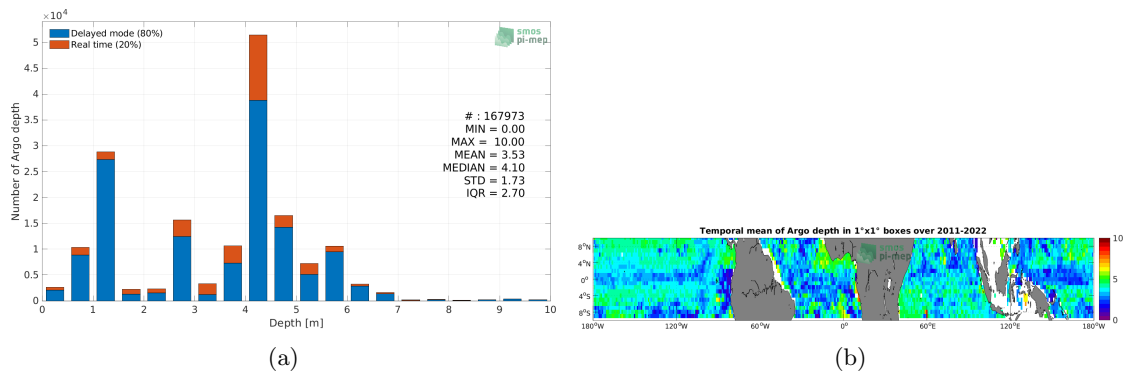 ×10⁴
Delayed mode (80%)
Real time (20%)
smos
pi-mep
5
4.5
4
3.5
3
2.5
2
1.5
1
0.5
0
Number of Argo depth
# : 167973
MIN = 0.00
MAX = 10.00
MEAN = 3.53
MEDIAN = 4.10
STD = 1.73
IQR = 2.70
0 1 2 3 4 5 6 7 8 9 10
Depth [m]
(a)
Temporal mean of Argo depth in 1°x1° boxes over 2011-2022
smos
pi-mep
8°N
4°N
0°
4°S
8°S
180°W 120°W 60°W 0° 60°E 120°E 180°W
10
5
0
(b)